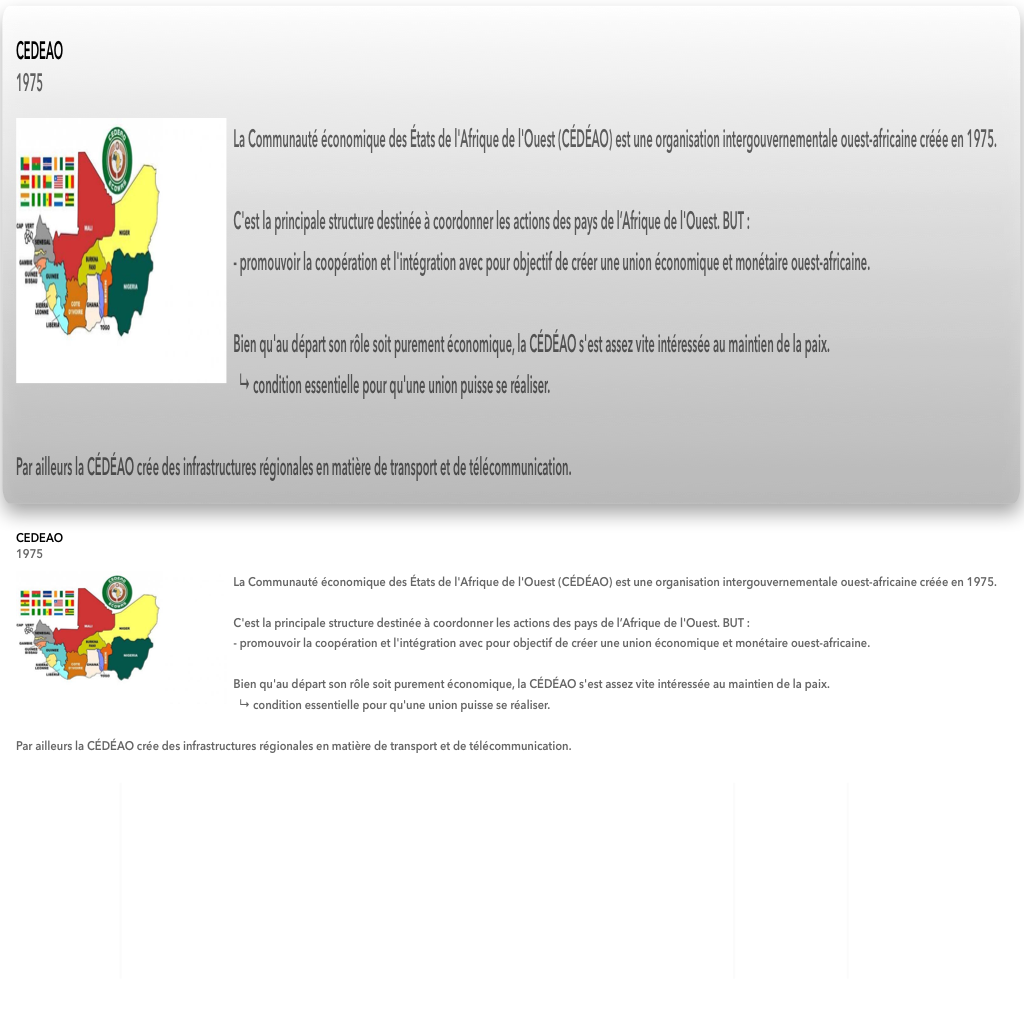 CEDEAO
1975
La Communauté économique des États de l'Afrique de l'Ouest (CÉDÉAO) est une organisation intergouvernementale ouest-africaine créée en 1975.
CAP VERT
SENEGAL
MALI
NIGER
GAMBIE
GUINEE BISSAU
GUINEE
BURKINA FASO
NIGERIA
SIERRA LEONNE
COTE D'IVOIRE
GHANA
LIBERIA
TOGO
C'est la principale structure destinée à coordonner les actions des pays de l’Afrique de l'Ouest. BUT :
- promouvoir la coopération et l'intégration avec pour objectif de créer une union économique et monétaire ouest-africaine.
Bien qu'au départ son rôle soit purement économique, la CÉDÉAO s'est assez vite intéressée au maintien de la paix.
↳ condition essentielle pour qu'une union puisse se réaliser.
Par ailleurs la CÉDÉAO crée des infrastructures régionales en matière de transport et de télécommunication.
CEDEAO
1975
La Communauté économique des États de l'Afrique de l'Ouest (CÉDÉAO) est une organisation intergouvernementale ouest-africaine créée en 1975.
C'est la principale structure destinée à coordonner les actions des pays de l’Afrique de l'Ouest. BUT :
- promouvoir la coopération et l'intégration avec pour objectif de créer une union économique et monétaire ouest-africaine.
Bien qu'au départ son rôle soit purement économique, la CÉDÉAO s'est assez vite intéressée au maintien de la paix.
↳ condition essentielle pour qu'une union puisse se réaliser.
Par ailleurs la CÉDÉAO crée des infrastructures régionales en matière de transport et de télécommunication.